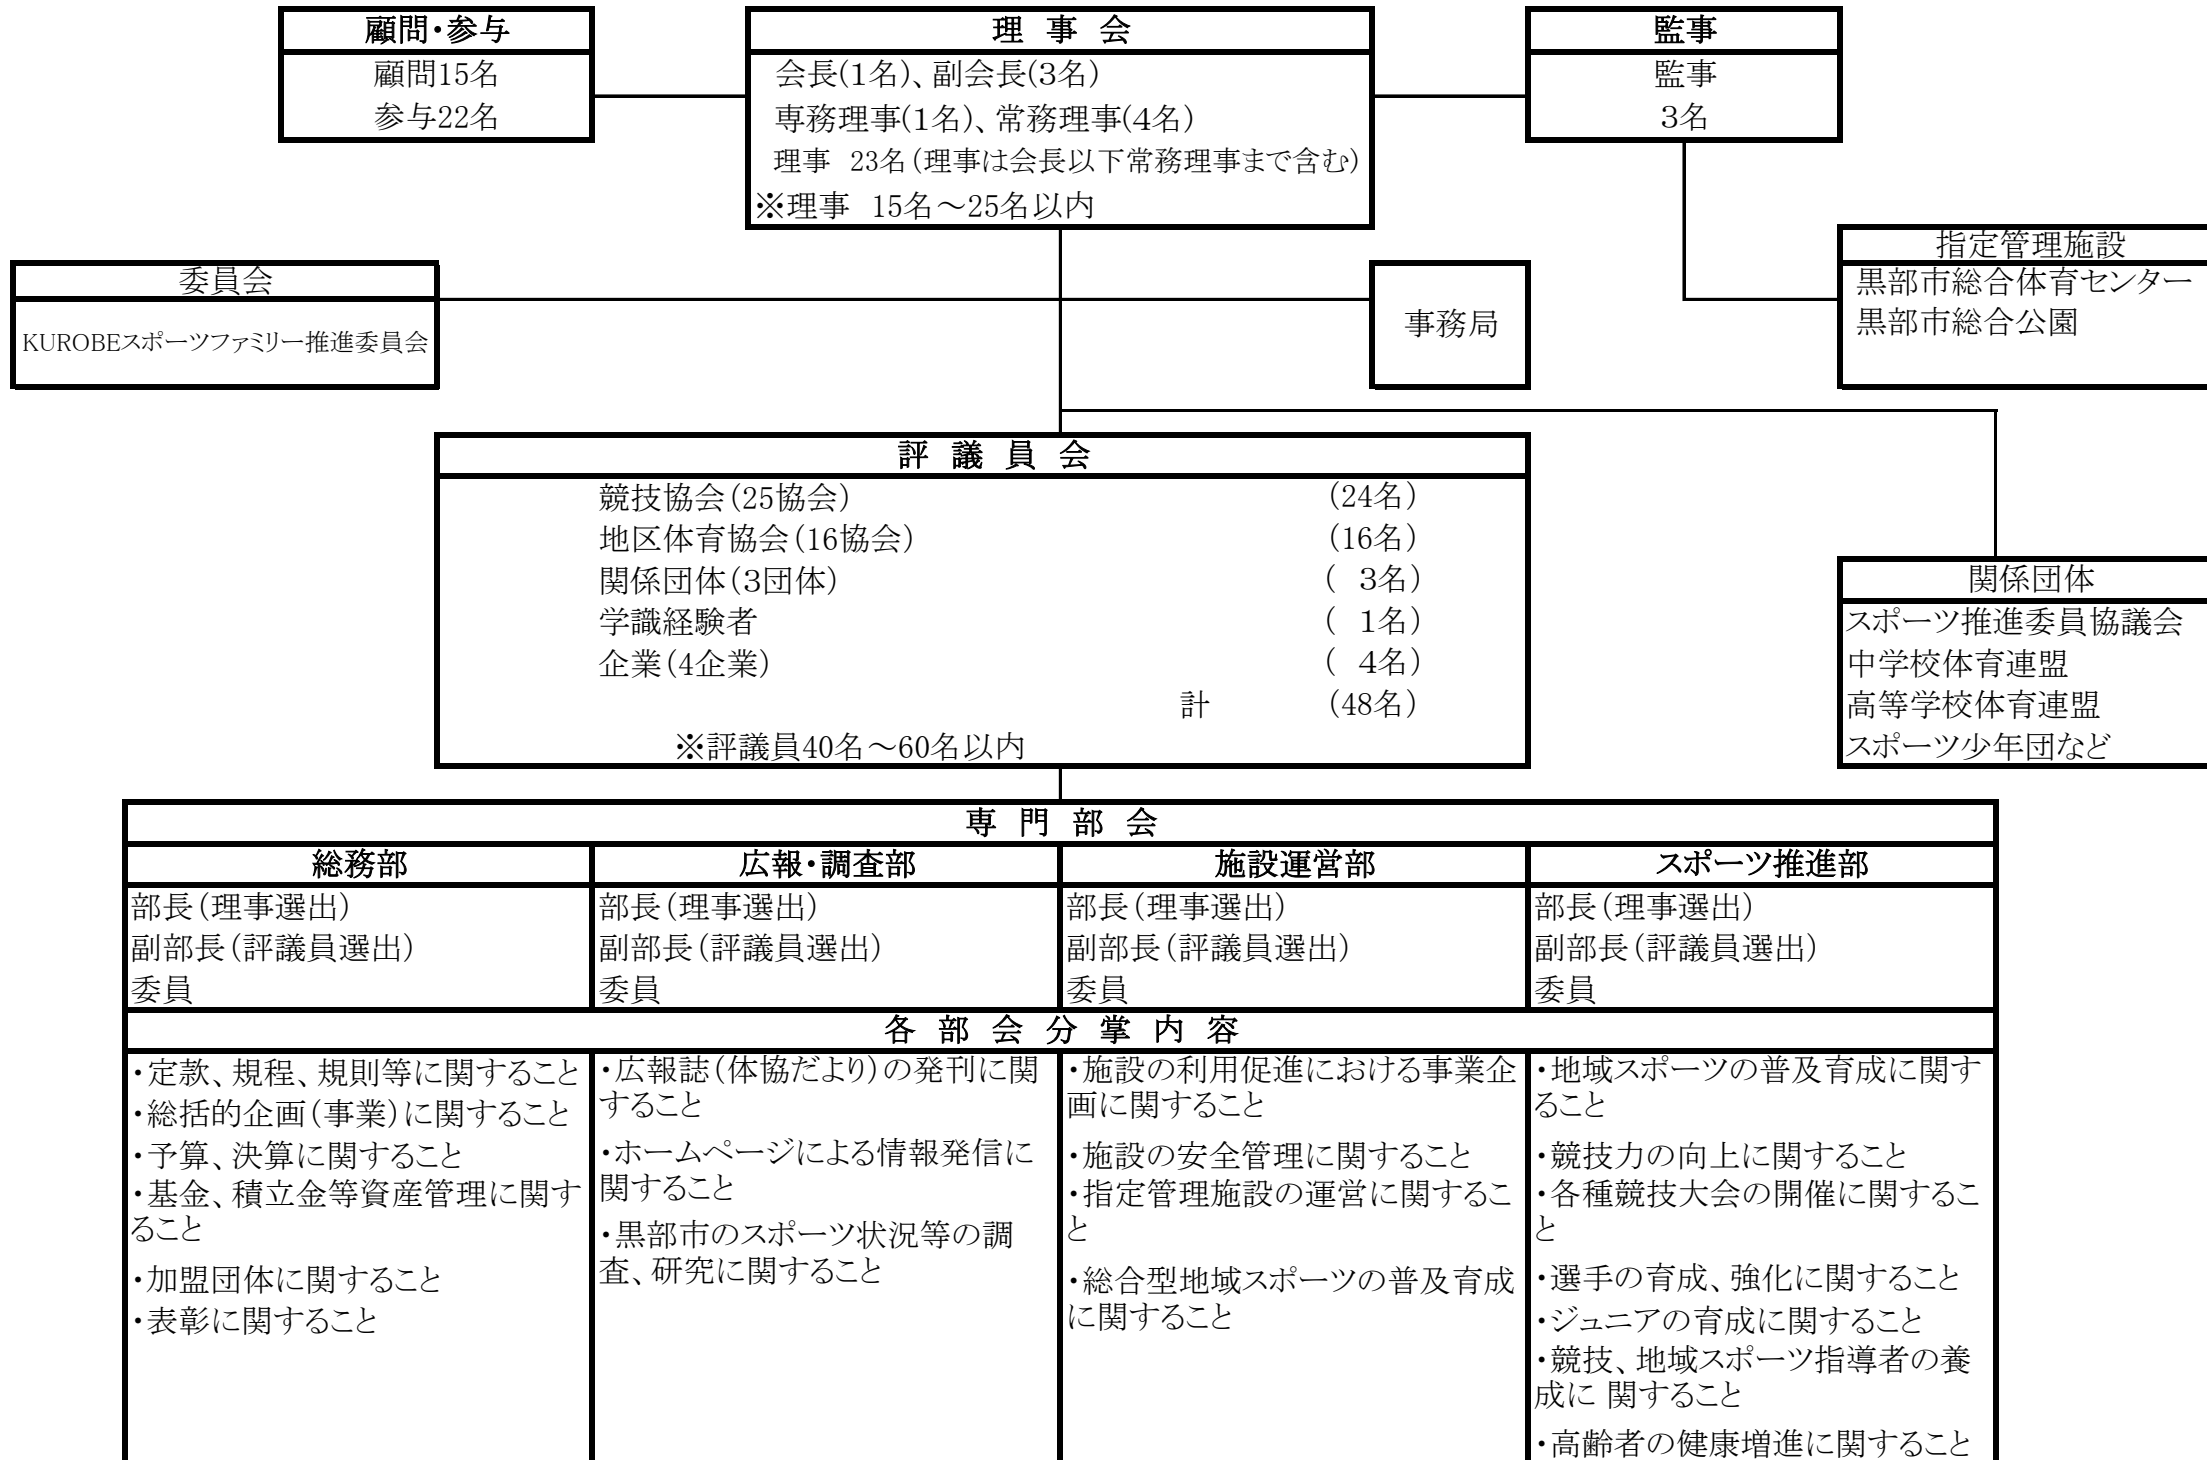 顧問・参与
顧問15名
参与22名
理 事 会
会長(1名)、副会長(3名)
専務理事(1名)、常務理事(4名)
理事 23名(理事は会長以下常務理事まで含む)
※理事 15名~25名以内
監事
監事
3名
指定管理施設
黒部市総合体育センター
黒部市総合公園
委員会
KUROBEスポーツファミリー推進委員会
事務局
評 議 員 会
競技協会(25協会) (24名)
地区体育協会(16協会) (16名)
関係団体(3団体) ( 3名)
学識経験者 ( 1名)
企業(4企業) ( 4名)
計 (48名)
※評議員40名~60名以内
関係団体
スポーツ推進委員協議会
中学校体育連盟
高等学校体育連盟
スポーツ少年団など
専 門 部 会
総務部
部長(理事選出)
副部長(評議員選出)
委員
広報・調査部
部長(理事選出)
副部長(評議員選出)
委員
施設運営部
部長(理事選出)
副部長(評議員選出)
委員
スポーツ推進部
部長(理事選出)
副部長(評議員選出)
委員
各 部 会 分 掌 内 容
・定款、規程、規則等に関すること
・総括的企画(事業)に関すること
・予算、決算に関すること
・基金、積立金等資産管理に関す
ること
・加盟団体に関すること
・表彰に関すること
・広報誌(体協だより)の発刊に関
すること
・ホームページによる情報発信に
関すること
・黒部市のスポーツ状況等の調
査、研究に関すること
・施設の利用促進における事業企
画に関すること
・施設の安全管理に関すること
・指定管理施設の運営に関するこ
と
・総合型地域スポーツの普及育成
に関すること
・地域スポーツの普及育成に関す
ること
・競技力の向上に関すること
・各種競技大会の開催に関するこ
と
・選手の育成、強化に関すること
・ジュニアの育成に関すること
・競技、地域スポーツ指導者の養
成に 関すること
・高齢者の健康増進に関すること